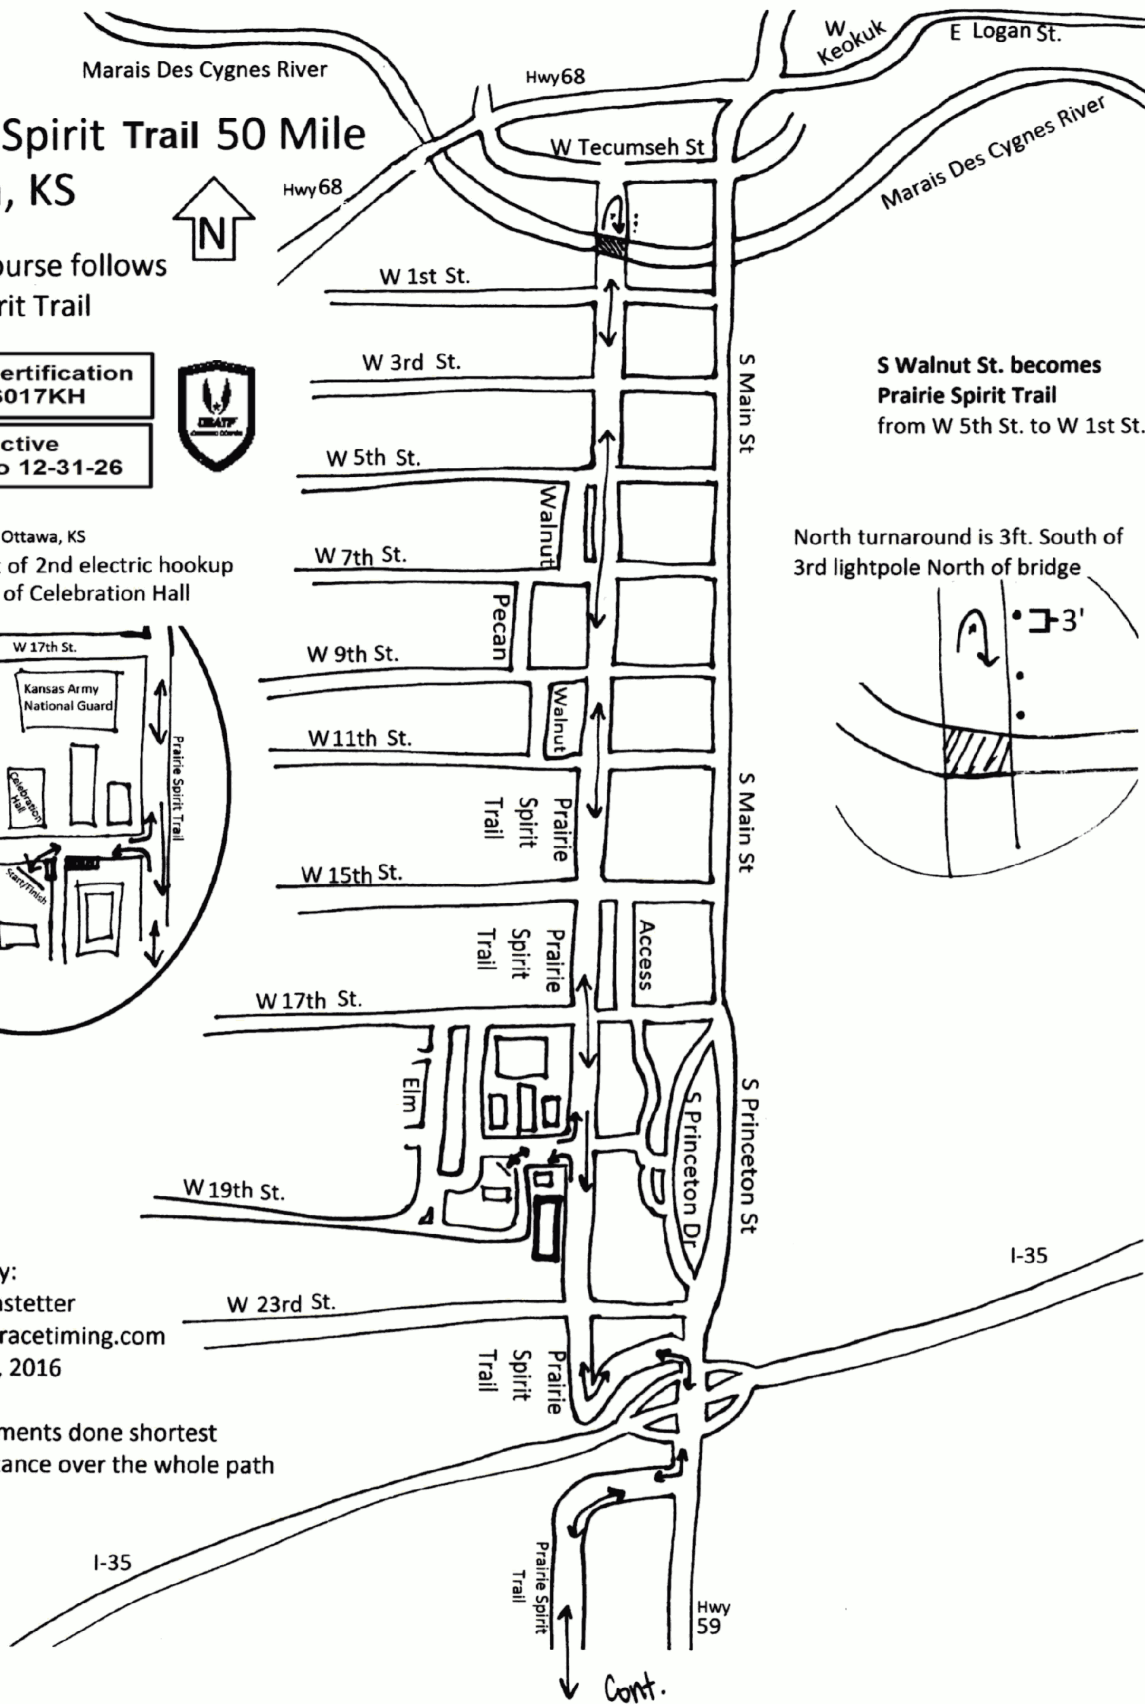 Marais Des Cygnes River
Hwy68
W
Keokuk
E Logan St.
Spirit Trail 50 Mile
, KS
W Tecumseh St
Hwy68
Marais Des Cygnes River
N
ourse follows
rit Trail
W 1st St.
ertification
6017KH
ctive
o 12-31-26
USATF
W 3rd St.
S Main St
S Walnut St. becomes
Prairie Spirit Trail
from W 5th St. to W 1st St.
W 5th St.
Walnut
Ottawa, KS
t of 2nd electric hookup
of Celebration Hall
W 7th St.
North turnaround is 3ft. South of
3rd lightpole North of bridge
3'
Pecan
W 9th St.
W 17th St.
Kansas Army
National Guard
Celebration
Hall
Start/Finish
Prairie Spirit Trail
Walnut
W11th St.
Prairie
Spirit
Trail
S Main St
W 15th St.
Prairie
Spirit
Trail
Access
W 17th St.
Elm
S Princeton Dr
S Princeton St
W 19th St.
I-35
W 23rd St.
y:
nstetter
racetiming.com
, 2016
Prairie
Spirit
Trail
ments done shortest
tance over the whole path
I-35
Prairie Spirit
Trail
Hwy
59
Cont.